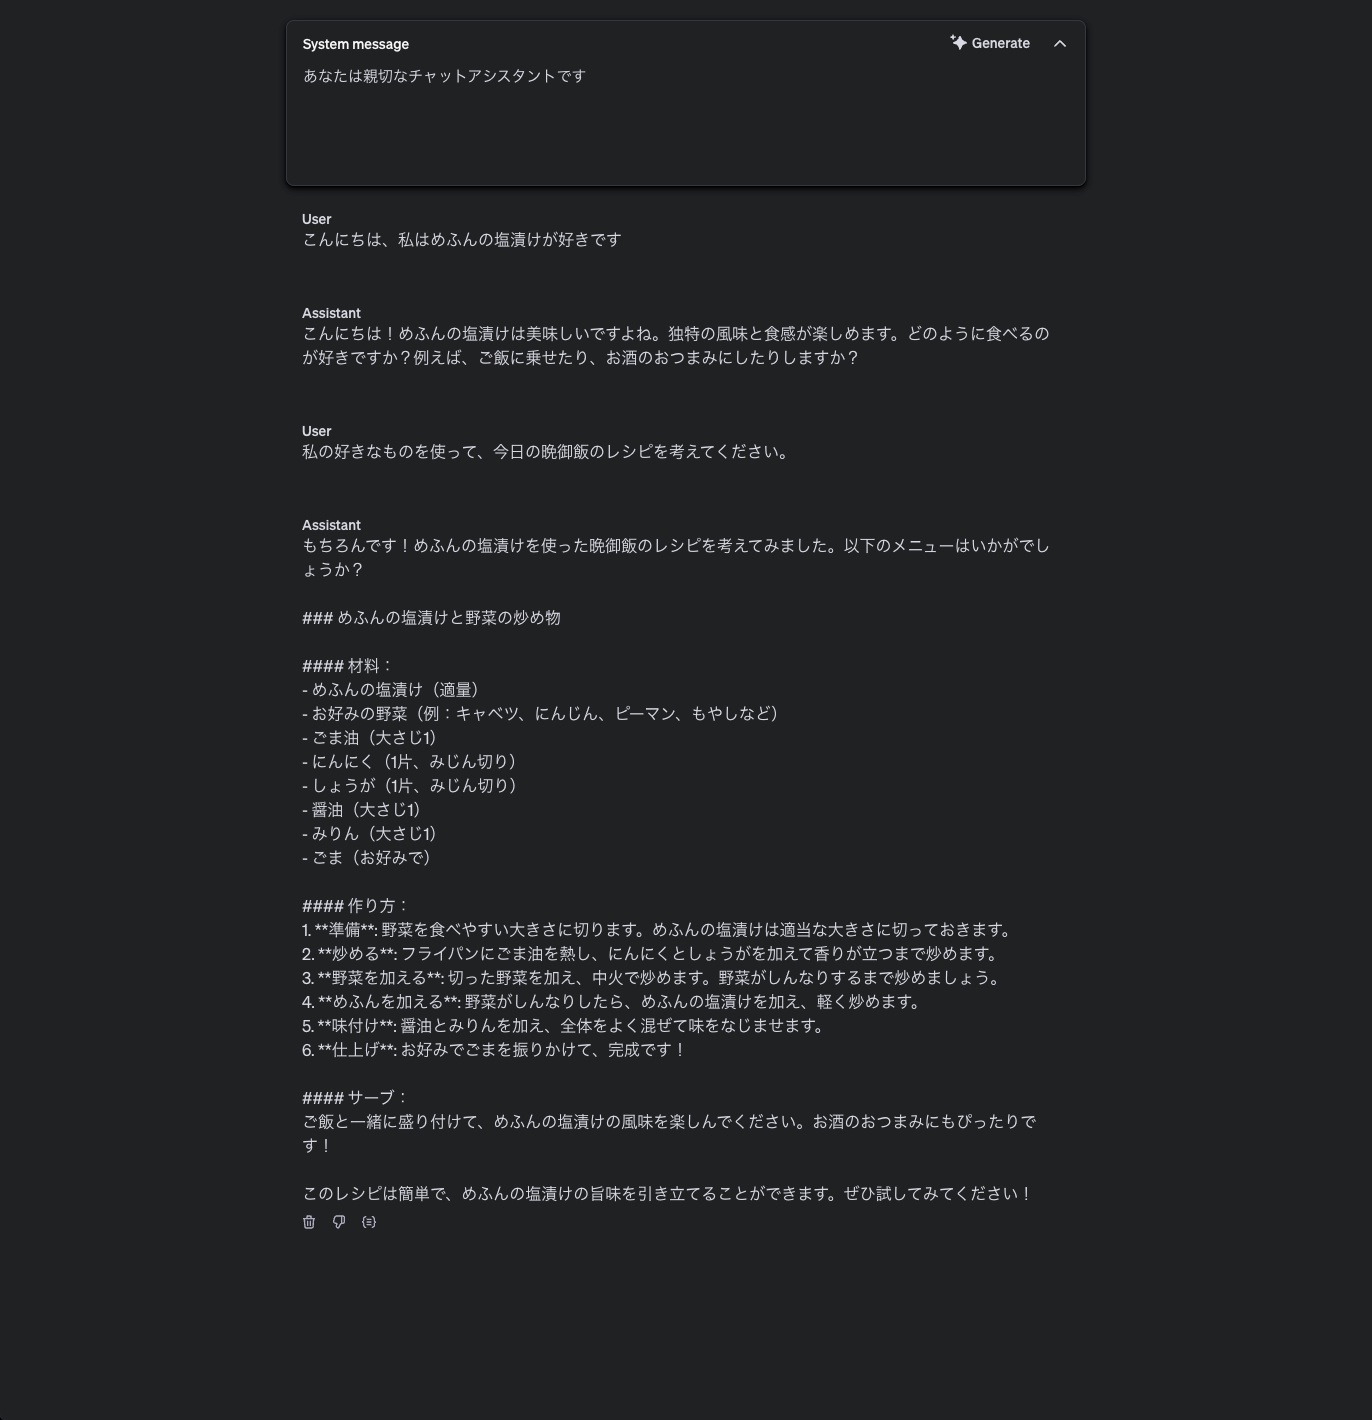 System message
Generate
あなたは親切なチャットアシスタントです
User
こんにちは、私はめふんの塩漬けが好きです
Assistant
こんにちは！めふんの塩漬けは美味しいですよね。独特の風味と食感が楽しめます。どのように食べるの
が好きですか？例えば、ご飯に乗せたり、お酒のおつまみにしたりしますか？
User
私の好きなものを使って、今日の晩御飯のレシピを考えてください。
Assistant
もちろんです！めふんの塩漬けを使った晩御飯のレシピを考えてみました。以下のメニューはいかがでし
ょうか？
### めふんの塩漬けと野菜の炒め物
#### 材料：
- めふんの塩漬け（適量）
- お好みの野菜（例：キャベツ、にんじん、ピーマン、もやしなど）
- ごま油（大さじ1）
- にんにく（1片、みじん切り）
- しょうが（1片、みじん切り）
- 醤油（大さじ1）
- みりん（大さじ1）
- ごま（お好みで）
#### 作り方：
1. **準備**: 野菜を食べやすい大きさに切ります。めふんの塩漬けは適当な大きさに切っておきます。
2. **炒める**: フライパンにごま油を熱し、にんにくとしょうがを加えて香りが立つまで炒めます。
3. **野菜を加える**: 切った野菜を加え、中火で炒めます。野菜がしんなりするまで炒めましょう。
4. **めふんを加える**: 野菜がしんなりしたら、めふんの塩漬けを加え、軽く炒めます。
5. **味付け**: 醤油とみりんを加え、全体をよく混ぜて味をなじませます。
6. **仕上げ**: お好みでごまを振りかけて、完成です！
#### サーブ：
ご飯と一緒に盛り付けて、めふんの塩漬けの風味を楽しんでください。お酒のおつまみにもぴったりで
す！
このレシピは簡単で、めふんの塩漬けの旨味を引き立てることができます。ぜひ試してみてください！